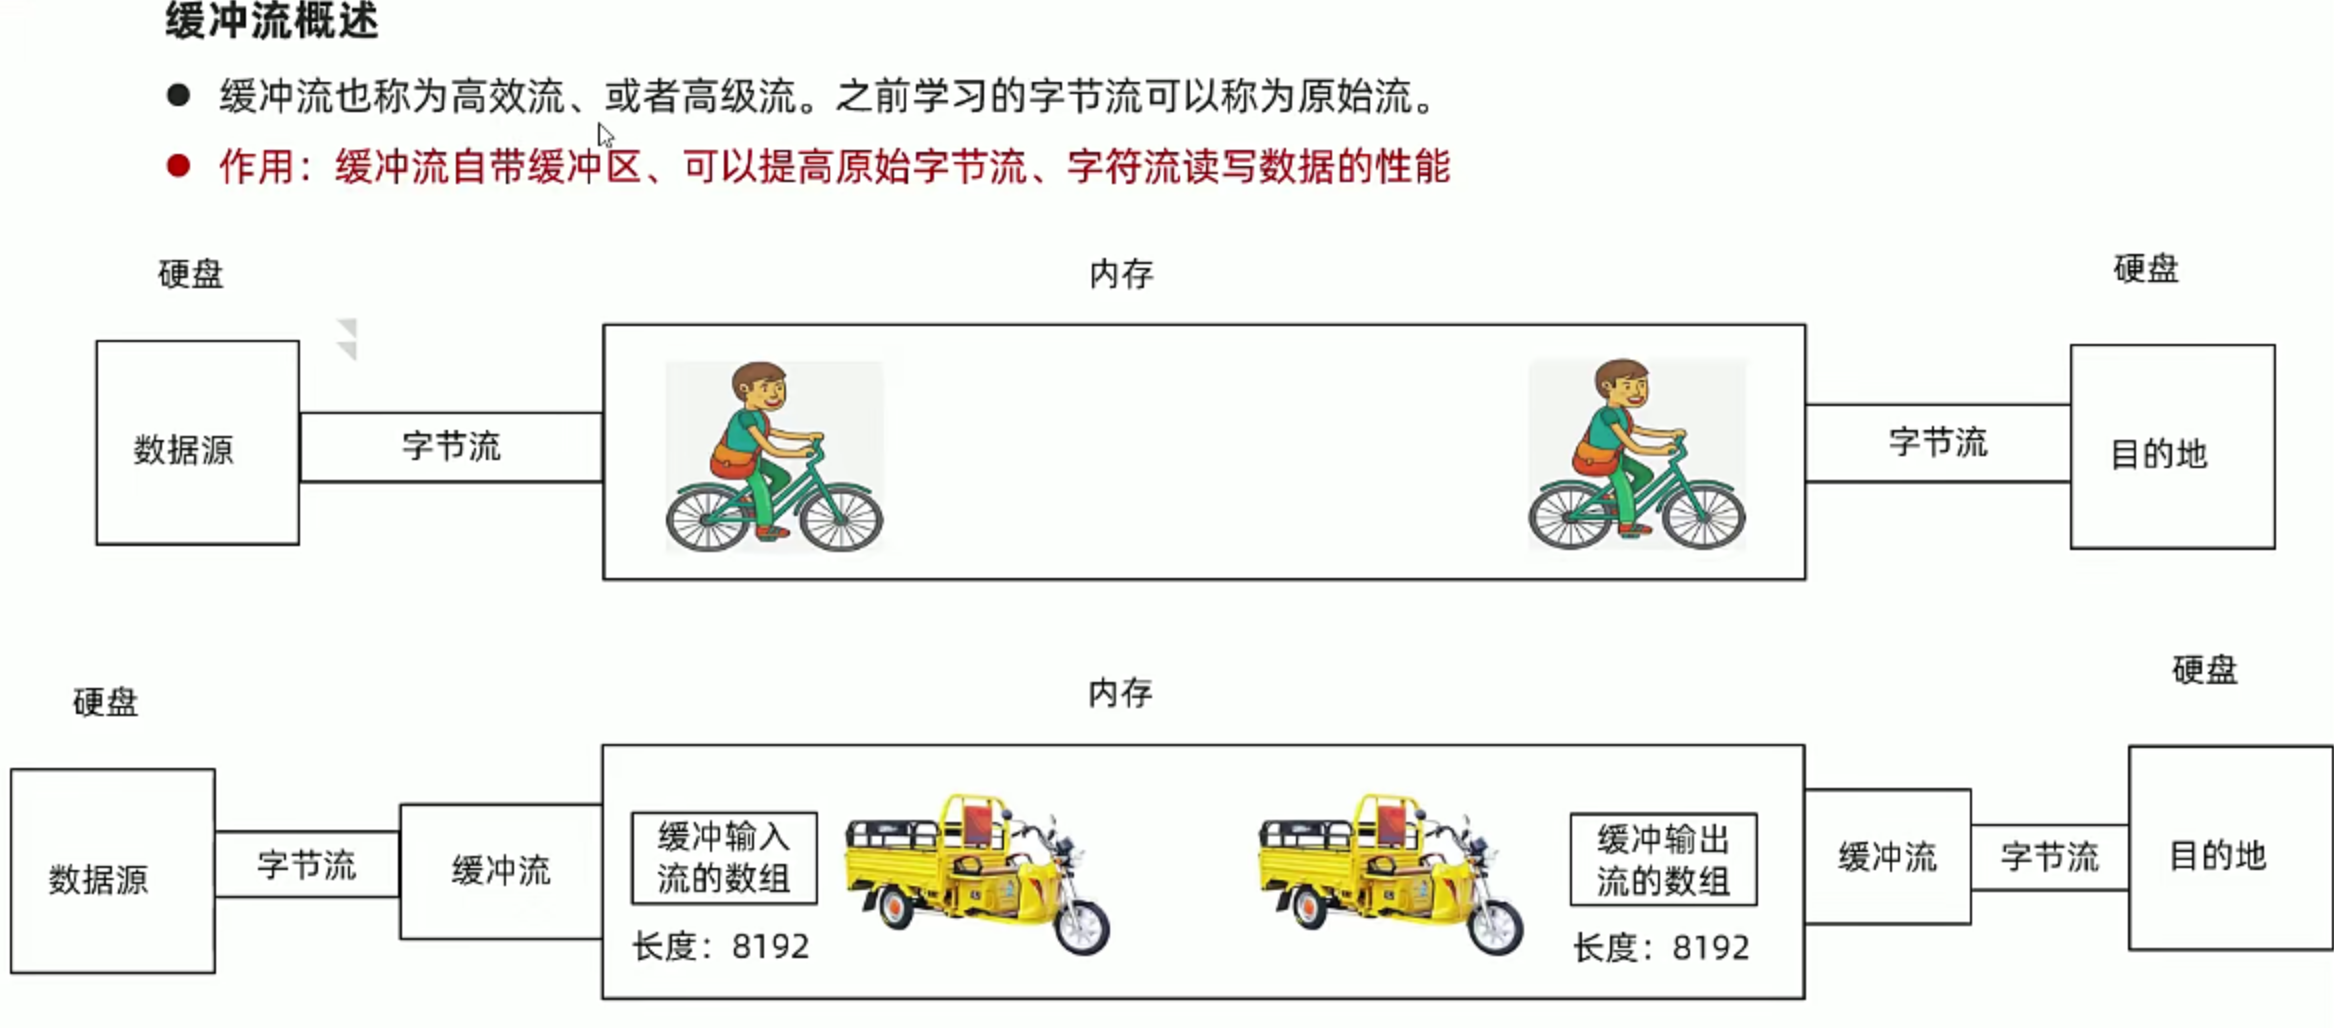 缓冲流概述
缓冲流也称为高效流、或者高级流。之前学习的字节流可以称为原始流。
作用：缓冲流自带缓冲区、可以提高原始字节流、字符流读写数据的性能
硬盘
内存
硬盘
数据源
字节流
字节流
目的地
硬盘
内存
硬盘
数据源
字节流
缓冲流
缓冲输入
流的数组
长度：8192
缓冲输出
流的数组
长度：8192
缓冲流
字节流
目的地